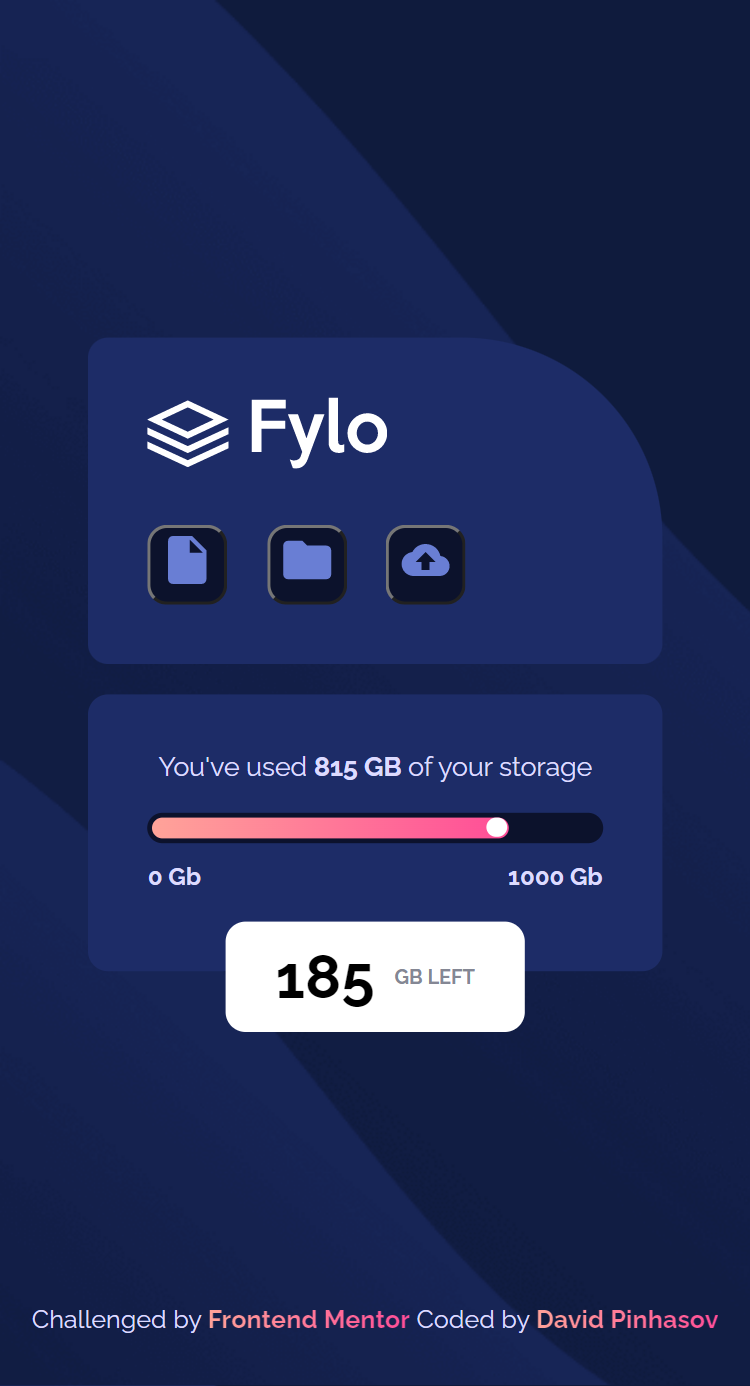 Fylo
You've used 815 GB of your storage
0 Gb 1000 Gb
185 GB LEFT
Challenged by Frontend Mentor Coded by David Pinhasov